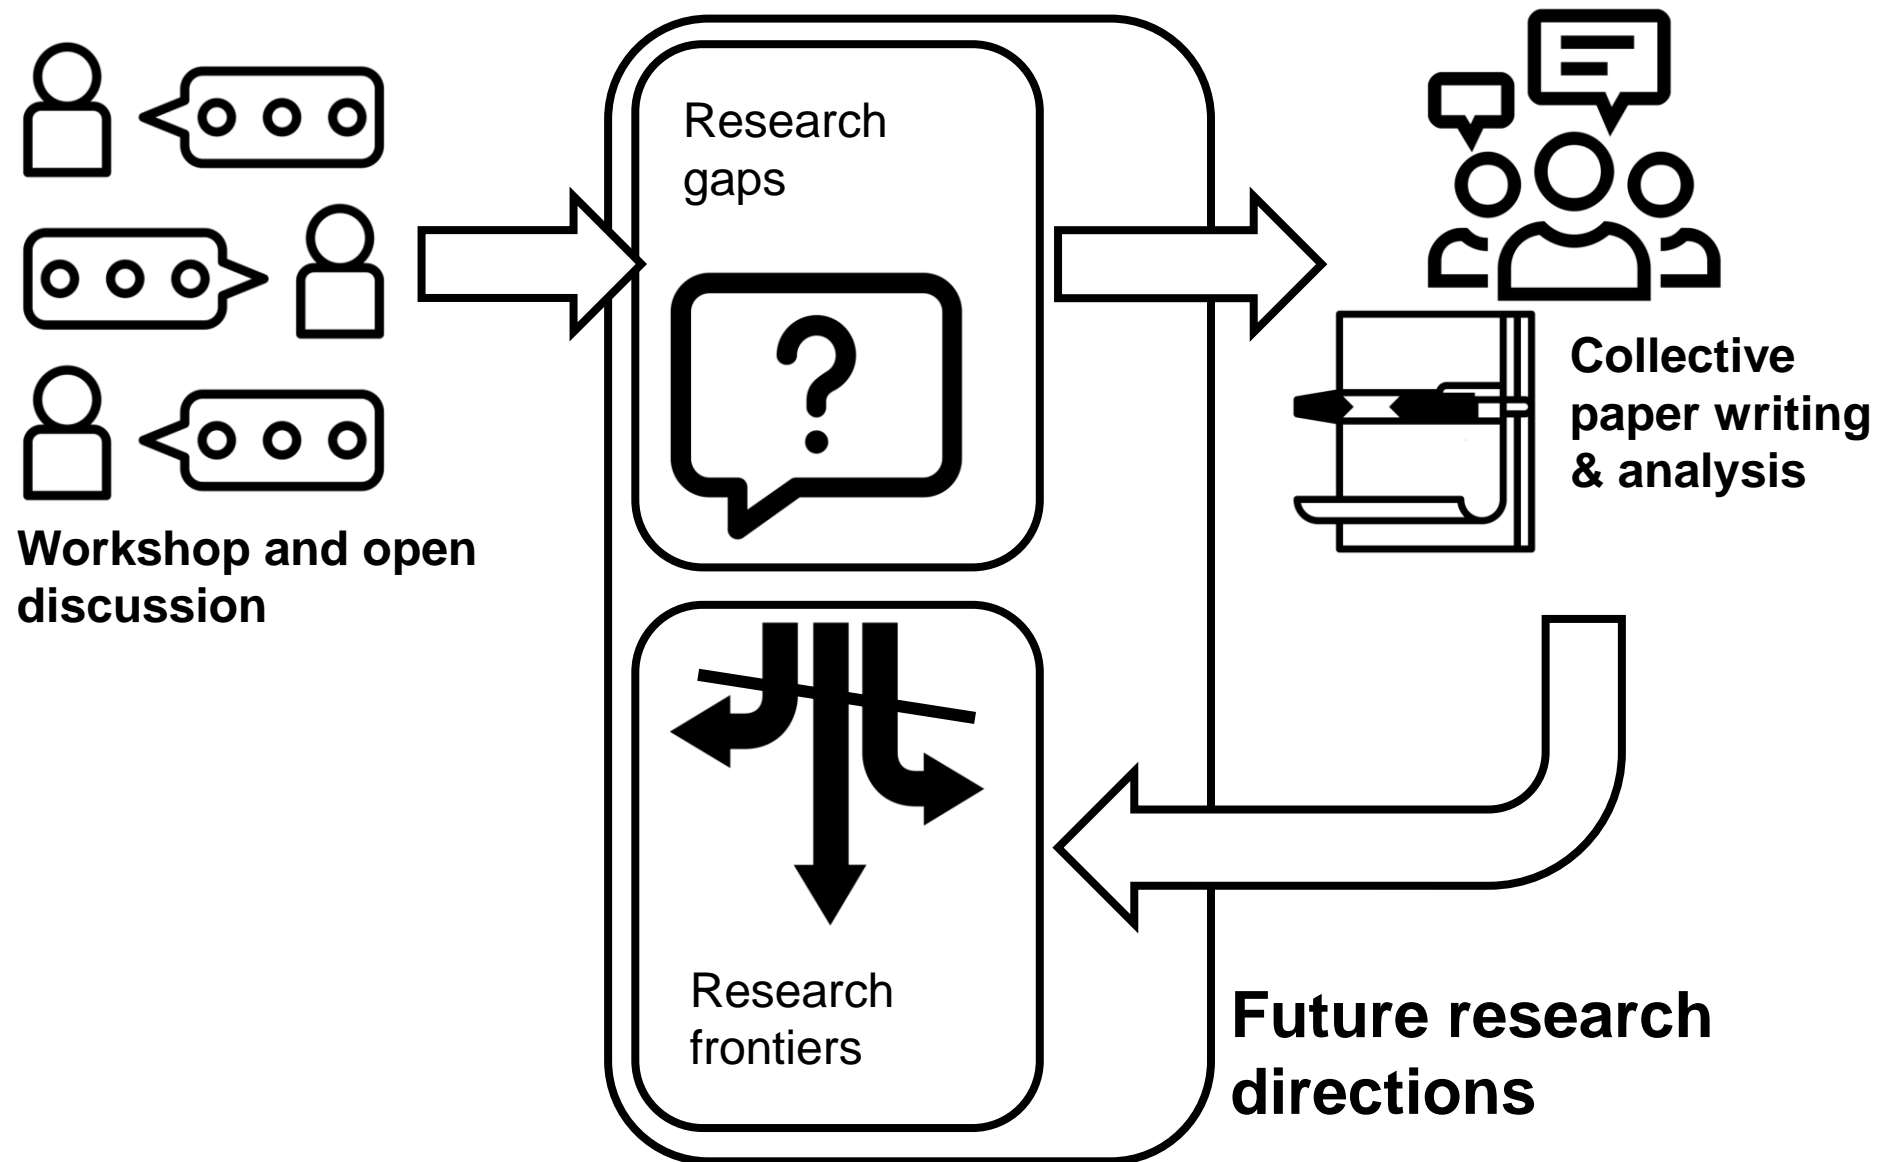 Research
gaps
Workshop and open
discussion
Collective
paper writing
& analysis
Research
frontiers
Future research
directions